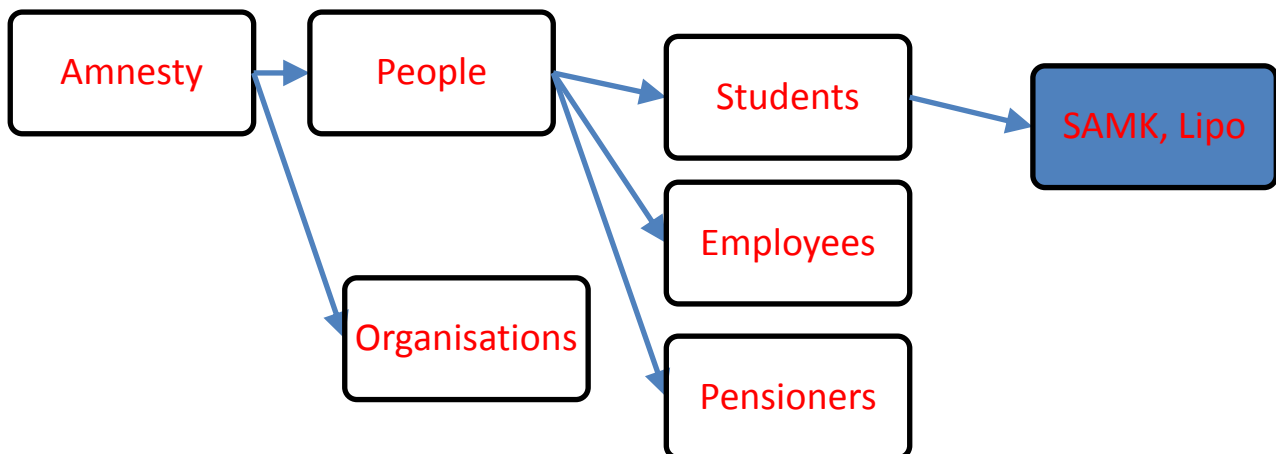 Amnesty
People
Students
SAMK, Lipo
Employees
Organisations
Pensioners